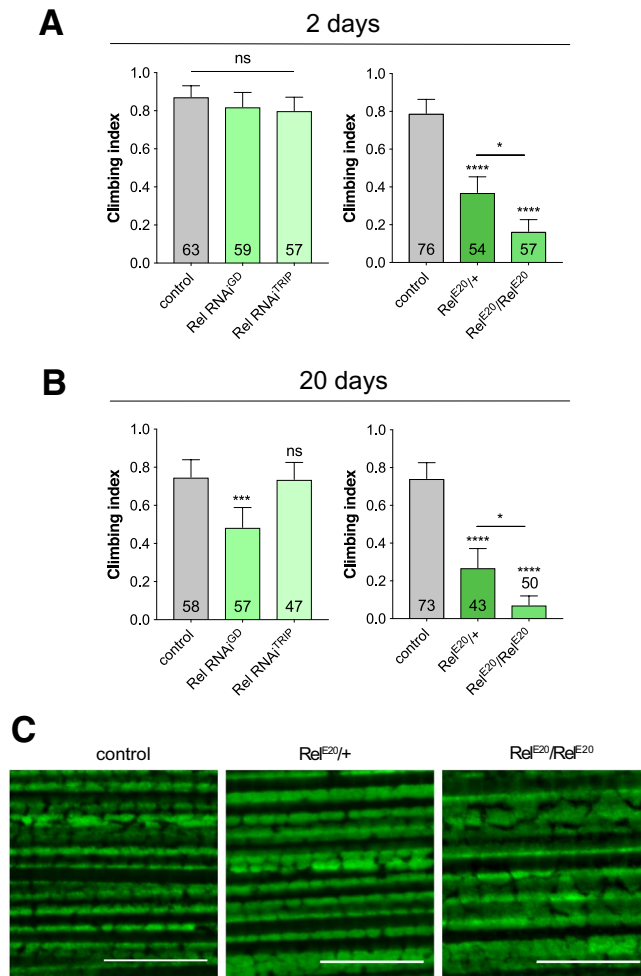 A
2 days
ns
Climbing index
1.0
0.8
0.6
0.4
0.2
0.0
63
59
57
control
Rel RNAi^GD
Rel RNAi^TRIP
Climbing index
1.0
0.8
0.6
0.4
0.2
0.0
*
****
****
76
54
57
control
Rel^E20/+
Rel^E20/Rel^E20
B
20 days
Climbing index
1.0
0.8
0.6
0.4
0.2
0.0
***
ns
58
57
47
control
Rel RNAi^GD
Rel RNAi^TRIP
Climbing index
1.0
0.8
0.6
0.4
0.2
0.0
*
****
****
50
73
43
control
Rel^E20/+
Rel^E20/Rel^E20
C
control
Rel^E20/+
Rel^E20/Rel^E20